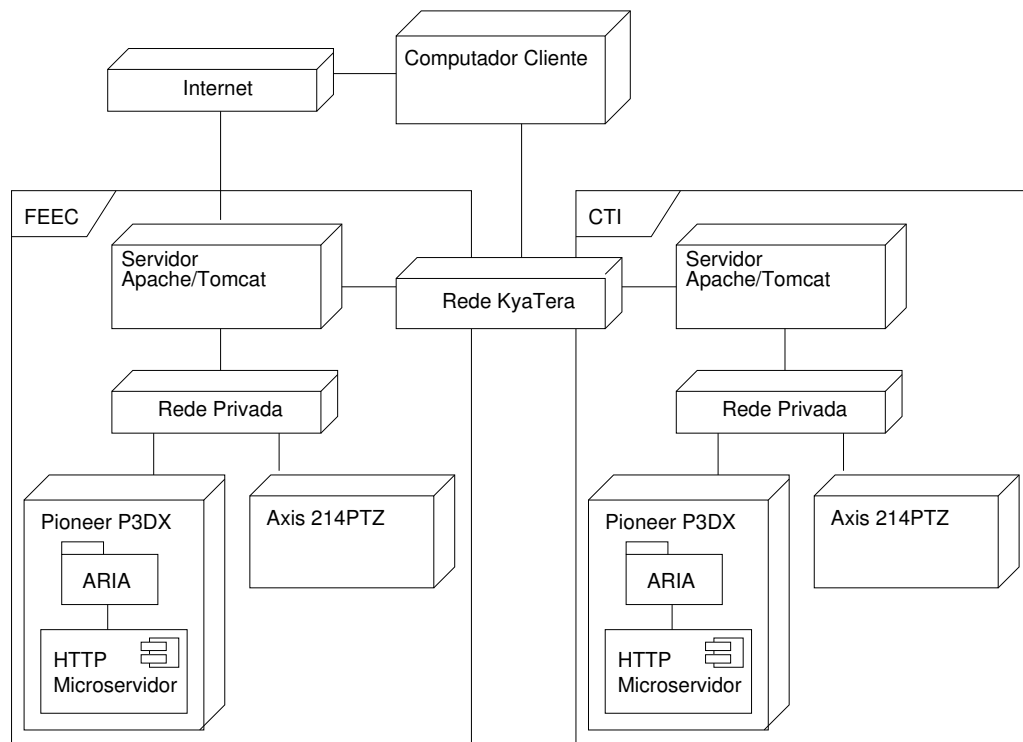 Computador Cliente
Internet
FEEC
CTI
Servidor
Apache/Tomcat
Rede KyaTera
Servidor
Apache/Tomcat
Rede Privada
Rede Privada
Pioneer P3DX
Axis 214PTZ
ARIA
HTTP
Microservidor
Pioneer P3DX
Axis 214PTZ
ARIA
HTTP
Microservidor